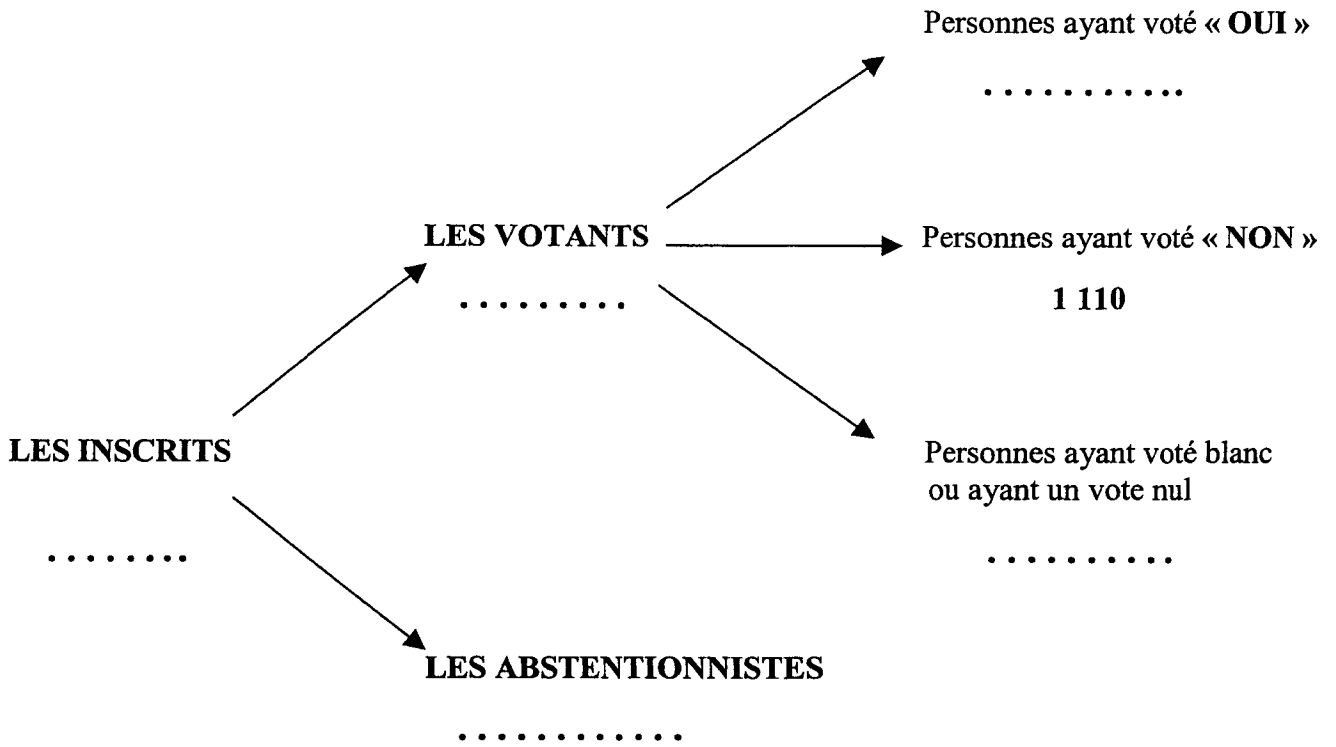 Personnes ayant voté « OUI »
. . . . . . . . . . .
LES VOTANTS
. . . . . . . . .
Personnes ayant voté « NON »
1 110
LES INSCRITS
. . . . . . . .
Personnes ayant voté blanc
ou ayant un vote nul
. . . . . . . . . .
LES ABSTENTIONNISTES
. . . . . . . . . . . .